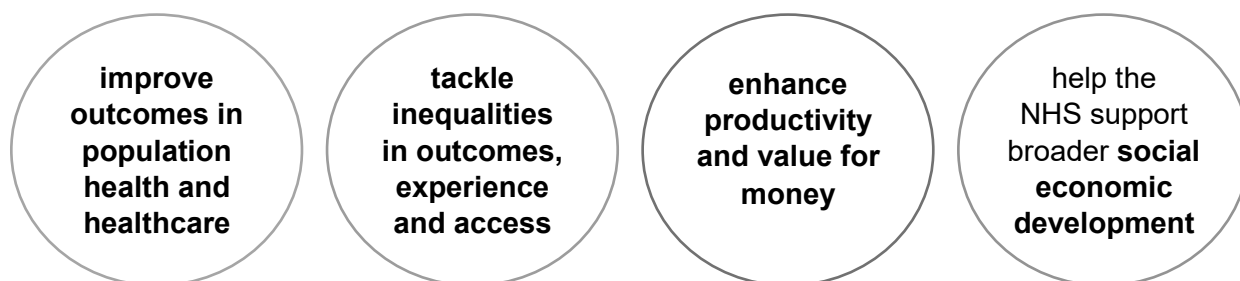 improve
outcomes in
population
health and
healthcare
tackle
inequalities
in outcomes,
experience
and access
enhance
productivity
and value for
money
help the
NHS support
broader social
economic
development